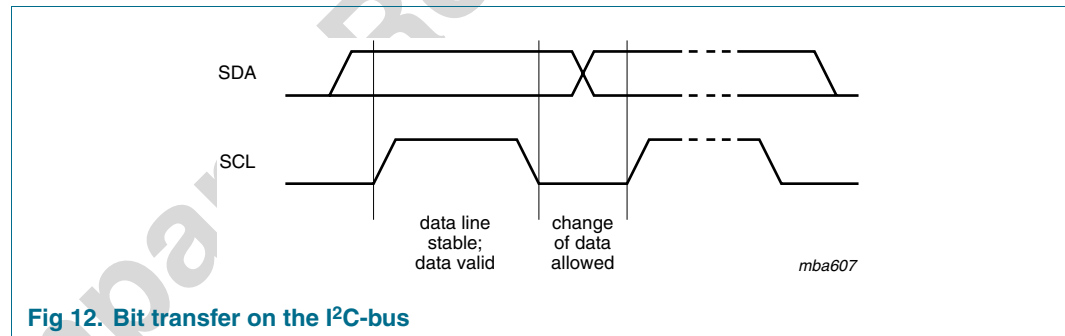 SDA
SCL
data line
stable;
data valid
change
of data
allowed
mba607
Fig 12. Bit transfer on the I²C-bus